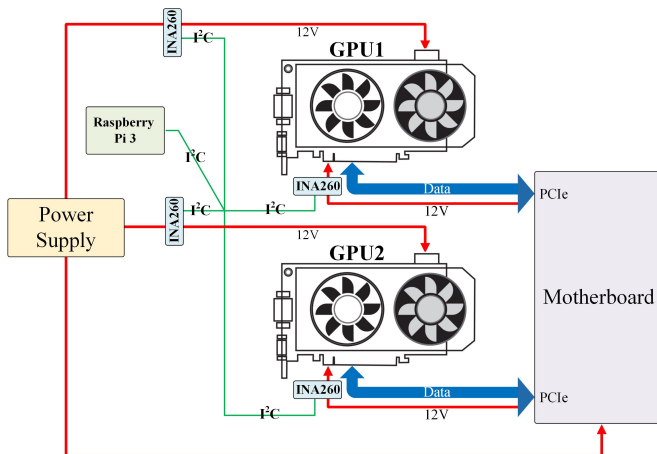 INA260
I²C
12V
GPU1
Raspberry
Pi 3
I²C
INA260
Data
PCIe
12V
INA260
I²C
I²C
Power
Supply
12V
GPU2
Motherboard
INA260
Data
PCIe
I²C
12V